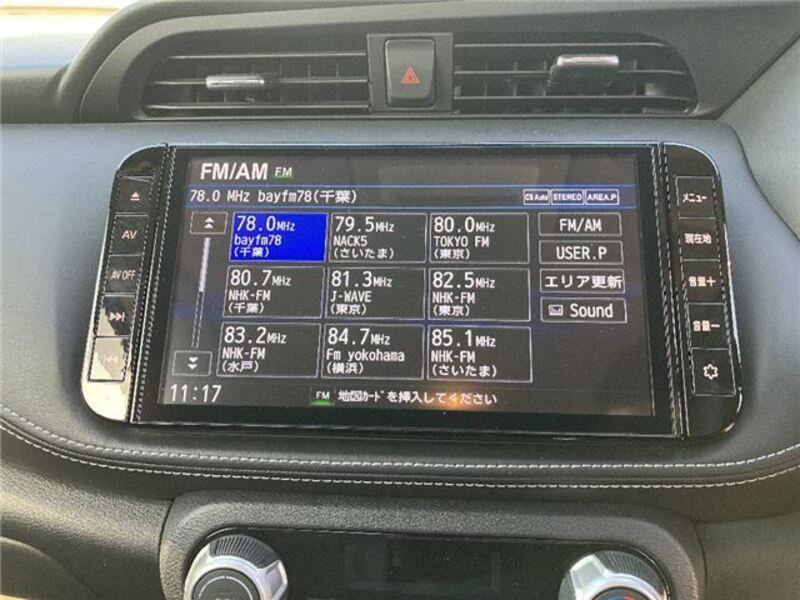 FM/AM FM
78.0 MHz bayfm78(千葉)
CS Auto STEREO AREA.P
78.0MHz
bayfm78
(千葉)
79.5MHz
NACK5
(さいたま)
80.0MHz
TOKYO FM
(東京)
80.7MHz
NHK-FM
(千葉)
81.3MHz
J-WAVE
(東京)
82.5MHz
NHK-FM
(東京)
83.2MHz
NHK-FM
(水戸)
84.7MHz
Fm yokohama
(横浜)
85.1MHz
NHK-FM
(さいたま)
FM/AM
USER.P
エリア更新
Sound
11:17
FM 地図ｶｰﾄﾞを挿入してください
AV
AV OFF
メニュー
現在地
音量＋
音量－